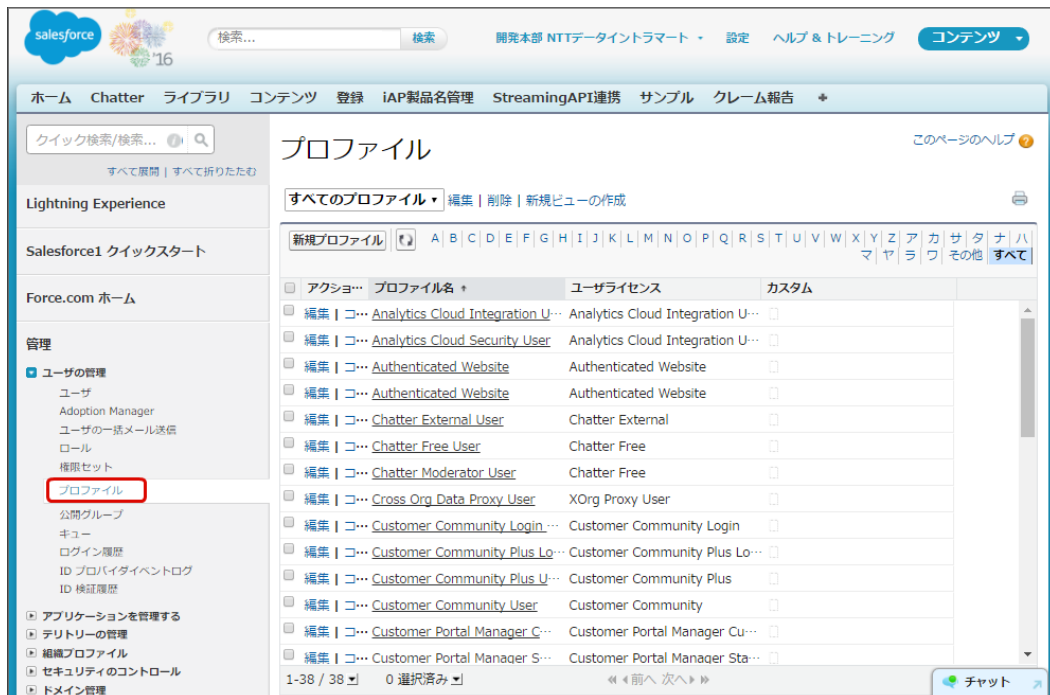 salesforce
'16
検索...
検索
開発本部 NTTデータイントラマート
設定
ヘルプ & トレーニング
コンテンツ
ホーム Chatter ライブラリ コンテンツ 登録 iAP製品名管理 StreamingAPI連携 サンプル クレーム報告 +
クイック検索/検索...
すべて展開 | すべて折りたたむ
Lightning Experience
Salesforce1 クイックスタート
Force.com ホーム
管理
ユーザの管理
ユーザ
Adoption Manager
ユーザの一括メール送信
ロール
権限セット
プロファイル
公開グループ
キュー
ログイン履歴
ID プロバイダイベントログ
ID 検証履歴
アプリケーションを管理する
テリトリーの管理
組織プロファイル
セキュリティのコントロール
ドメイン管理
プロファイル
このページのヘルプ
すべてのプロファイル 編集 | 削除 | 新規ビューの作成
新規プロファイル
A | B | C | D | E | F | G | H | I | J | K | L | M | N | O | P | Q | R | S | T | U | V | W | X | Y | Z | ア | カ | サ | タ | ナ | ハ |
マ | ヤ | ラ | ワ | その他 | すべて
アクショ… プロファイル名 ユーザライセンス カスタム
編集 | コ… Analytics Cloud Integration U… Analytics Cloud Integration U…
編集 | コ… Analytics Cloud Security User Analytics Cloud Integration U…
編集 | コ… Authenticated Website Authenticated Website
編集 | コ… Authenticated Website Authenticated Website
編集 | コ… Chatter External User Chatter External
編集 | コ… Chatter Free User Chatter Free
編集 | コ… Chatter Moderator User Chatter Free
編集 | コ… Cross Org Data Proxy User XOrg Proxy User
編集 | コ… Customer Community Login … Customer Community Login
編集 | コ… Customer Community Plus Lo… Customer Community Plus Lo…
編集 | コ… Customer Community Plus U… Customer Community Plus
編集 | コ… Customer Community User Customer Community
編集 | コ… Customer Portal Manager C… Customer Portal Manager Cu…
編集 | コ… Customer Portal Manager S… Customer Portal Manager Sta…
1-38 / 38 0 選択済み 前へ 次へ
チャット